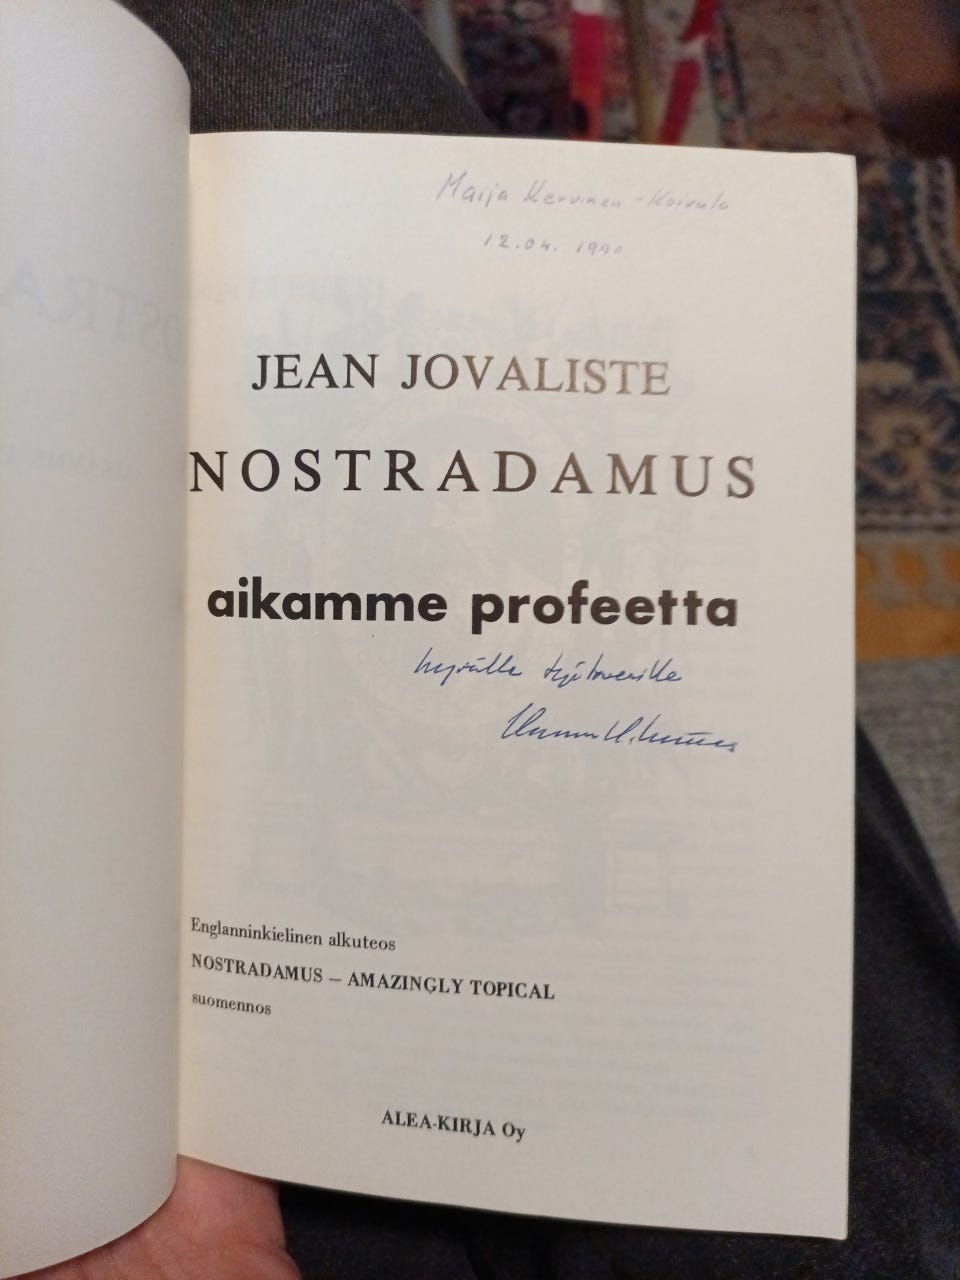 Maija Kervinen-Koivula
12.04. 1990
JEAN JOVALISTE
NOSTRADAMUS
aikamme profeetta
hyvälle työtoverille
Englanninkielinen alkuteos
NOSTRADAMUS – AMAZINGLY TOPICAL
suomennos
ALEA-KIRJA Oy